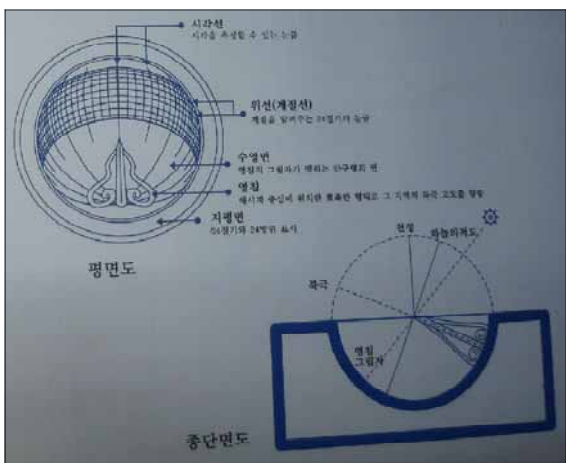 시각선
시각을 측정할 수 있는 눈금
위선(계절선)
계절을 알려주는 24절기의 눈금
수영면
영침의 그림자가 맺히는 반구형의 면
영침
해시계 중심에 위치한 뾰족한 형태로 그 지역의 북극 고도를 향함
지평면
24절기와 24방위 표시
평면도
천정
하늘의적도
북극
영침
그림자
종단면도